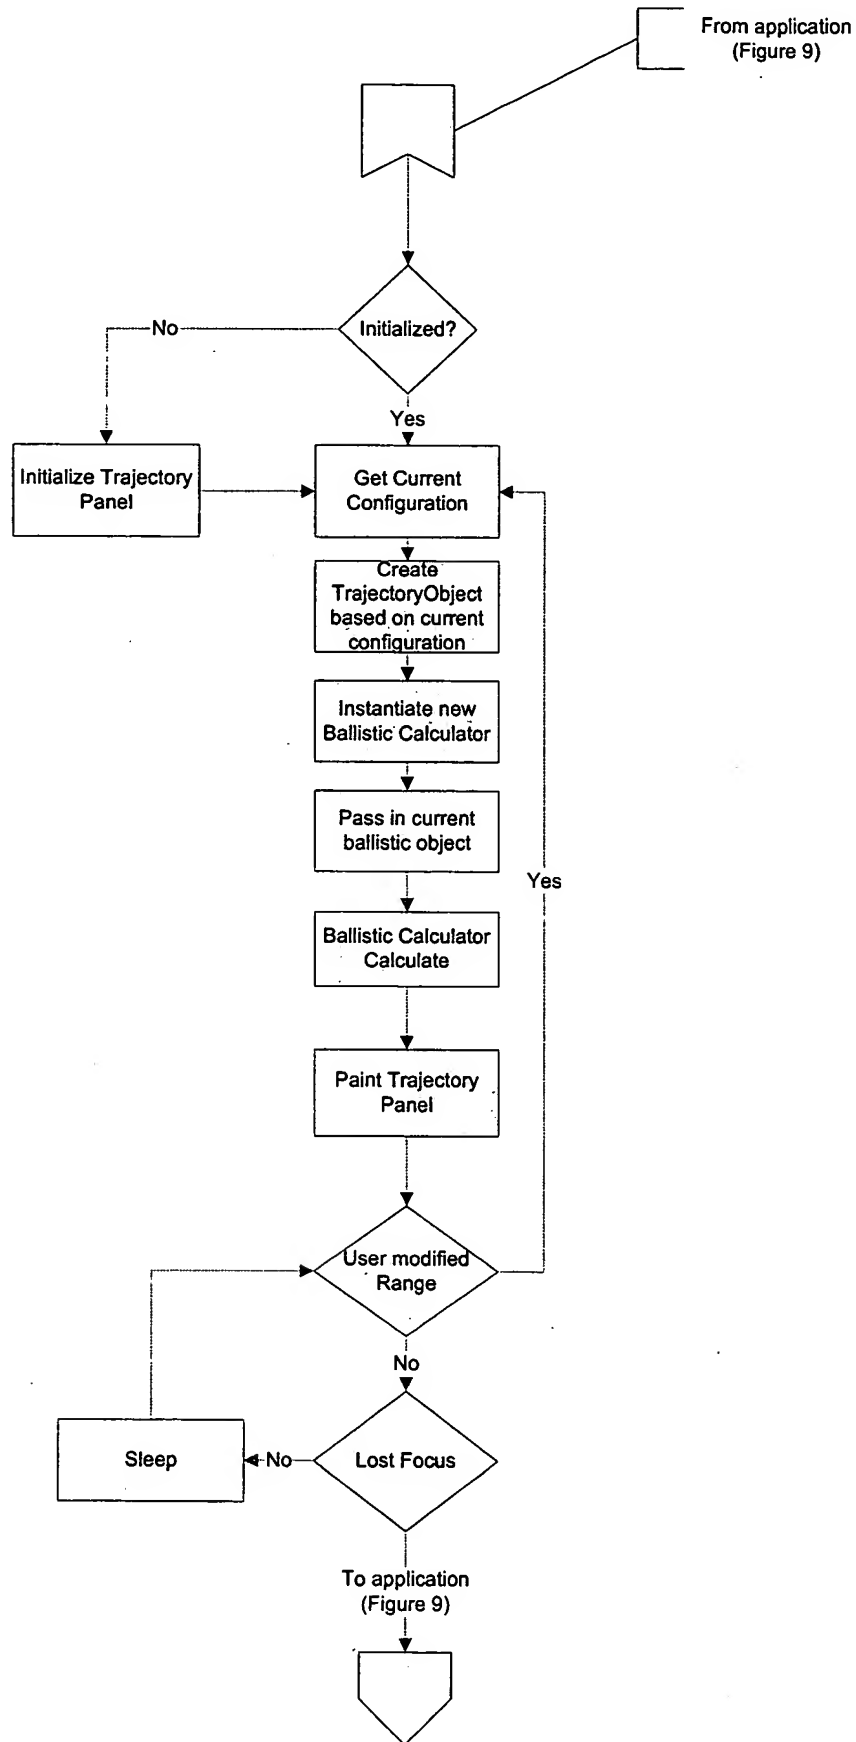 From application
(Figure 9)
Initialized?
No
Yes
Initialize Trajectory
Panel
Get Current
Configuration
Create
TrajectoryObject
based on current
configuration
Instantiate new
Ballistic Calculator
Pass in current
ballistic object
Yes
Ballistic Calculator
Calculate
Paint Trajectory
Panel
User modified
Range
No
Lost Focus
No
Sleep
To application
(Figure 9)